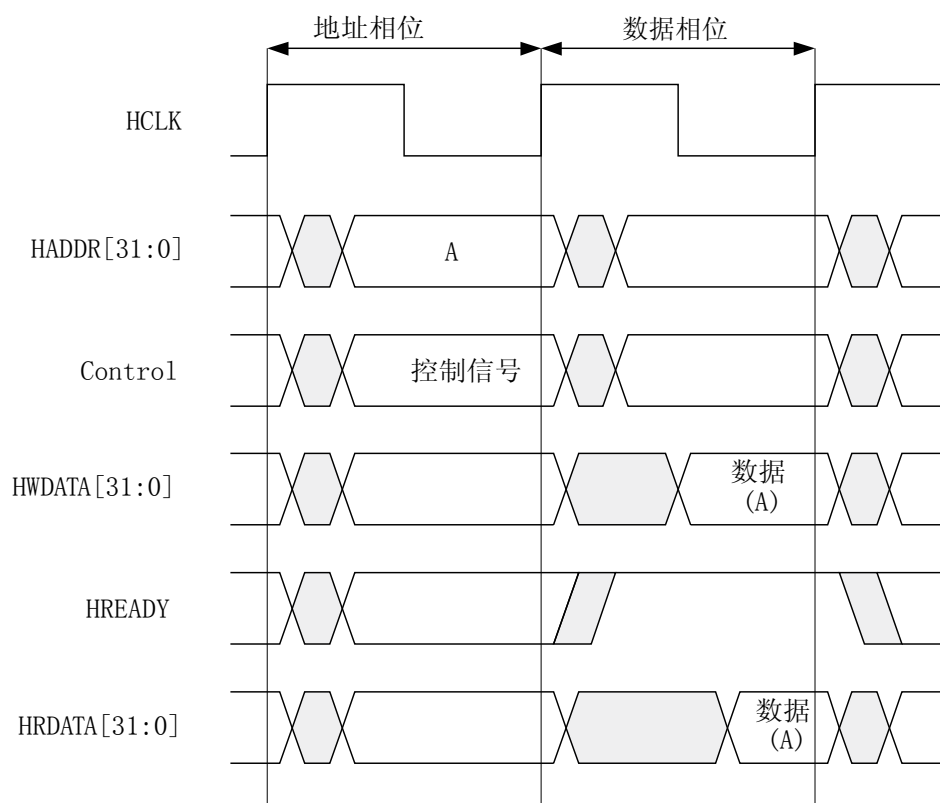 地址相位
数据相位
HCLK
HADDR[31:0]
A
Control
控制信号
HWDATA[31:0]
数据
(A)
HREADY
HRDATA[31:0]
数据
(A)